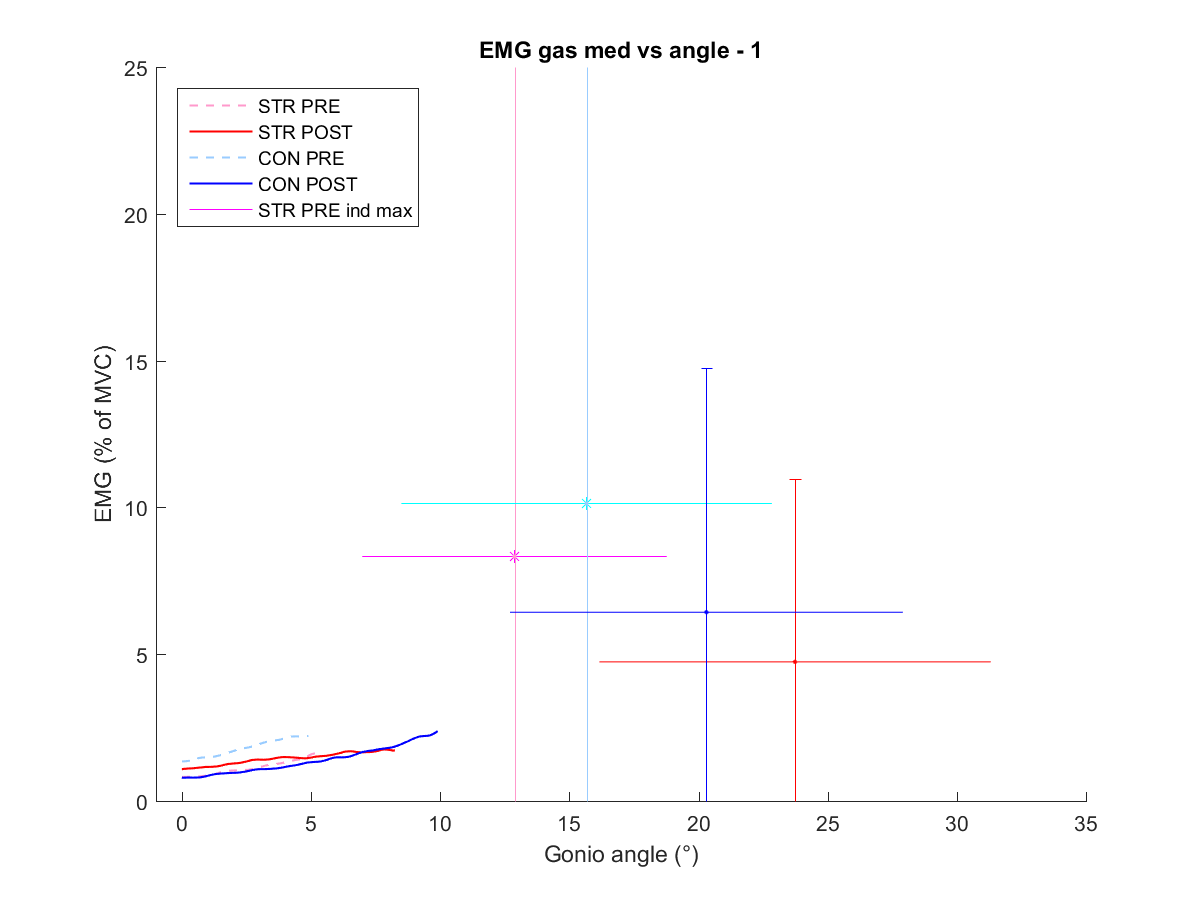 EMG gas med vs angle - 1
25
20
15
10
5
0
EMG (% of MVC)
STR PRE
STR POST
CON PRE
CON POST
STR PRE ind max
0 5 10 15 20 25 30 35
Gonio angle (°)